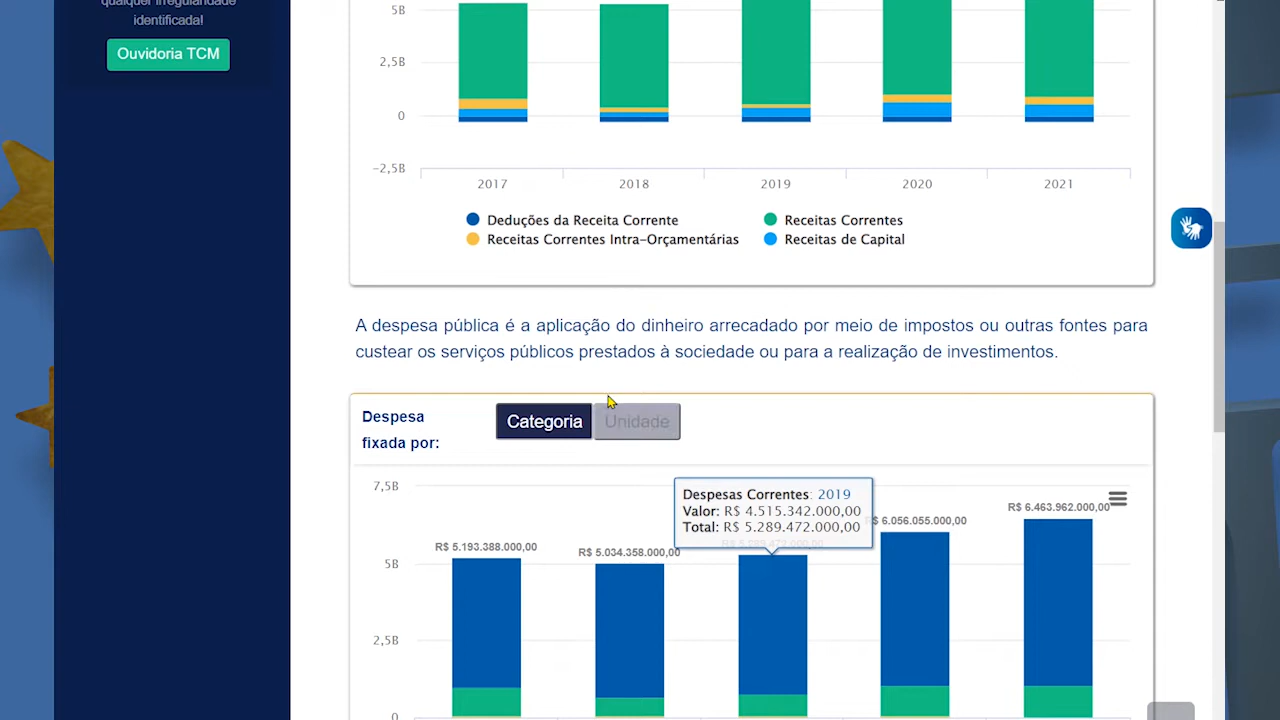 qualquer irregularidade
identificada!
Ouvidoria TCM
5B
2,5B
0
-2,5B
2017 2018 2019 2020 2021
Deduções da Receita Corrente Receitas Correntes
Receitas Correntes Intra-Orçamentárias Receitas de Capital
A despesa pública é a aplicação do dinheiro arrecadado por meio de impostos ou outras fontes para
custear os serviços públicos prestados à sociedade ou para a realização de investimentos.
Despesa
fixada por:
Categoria Unidade
7,5B
Despesas Correntes: 2019
Valor: R$ 4.515.342.000,00
Total: R$ 5.289.472.000,00
R$ 5.193.388.000,00 R$ 5.034.358.000,00 R$ 5.289.472.000,00 R$ 6.056.055.000,00 R$ 6.463.962.000,00
5B
2,5B
0